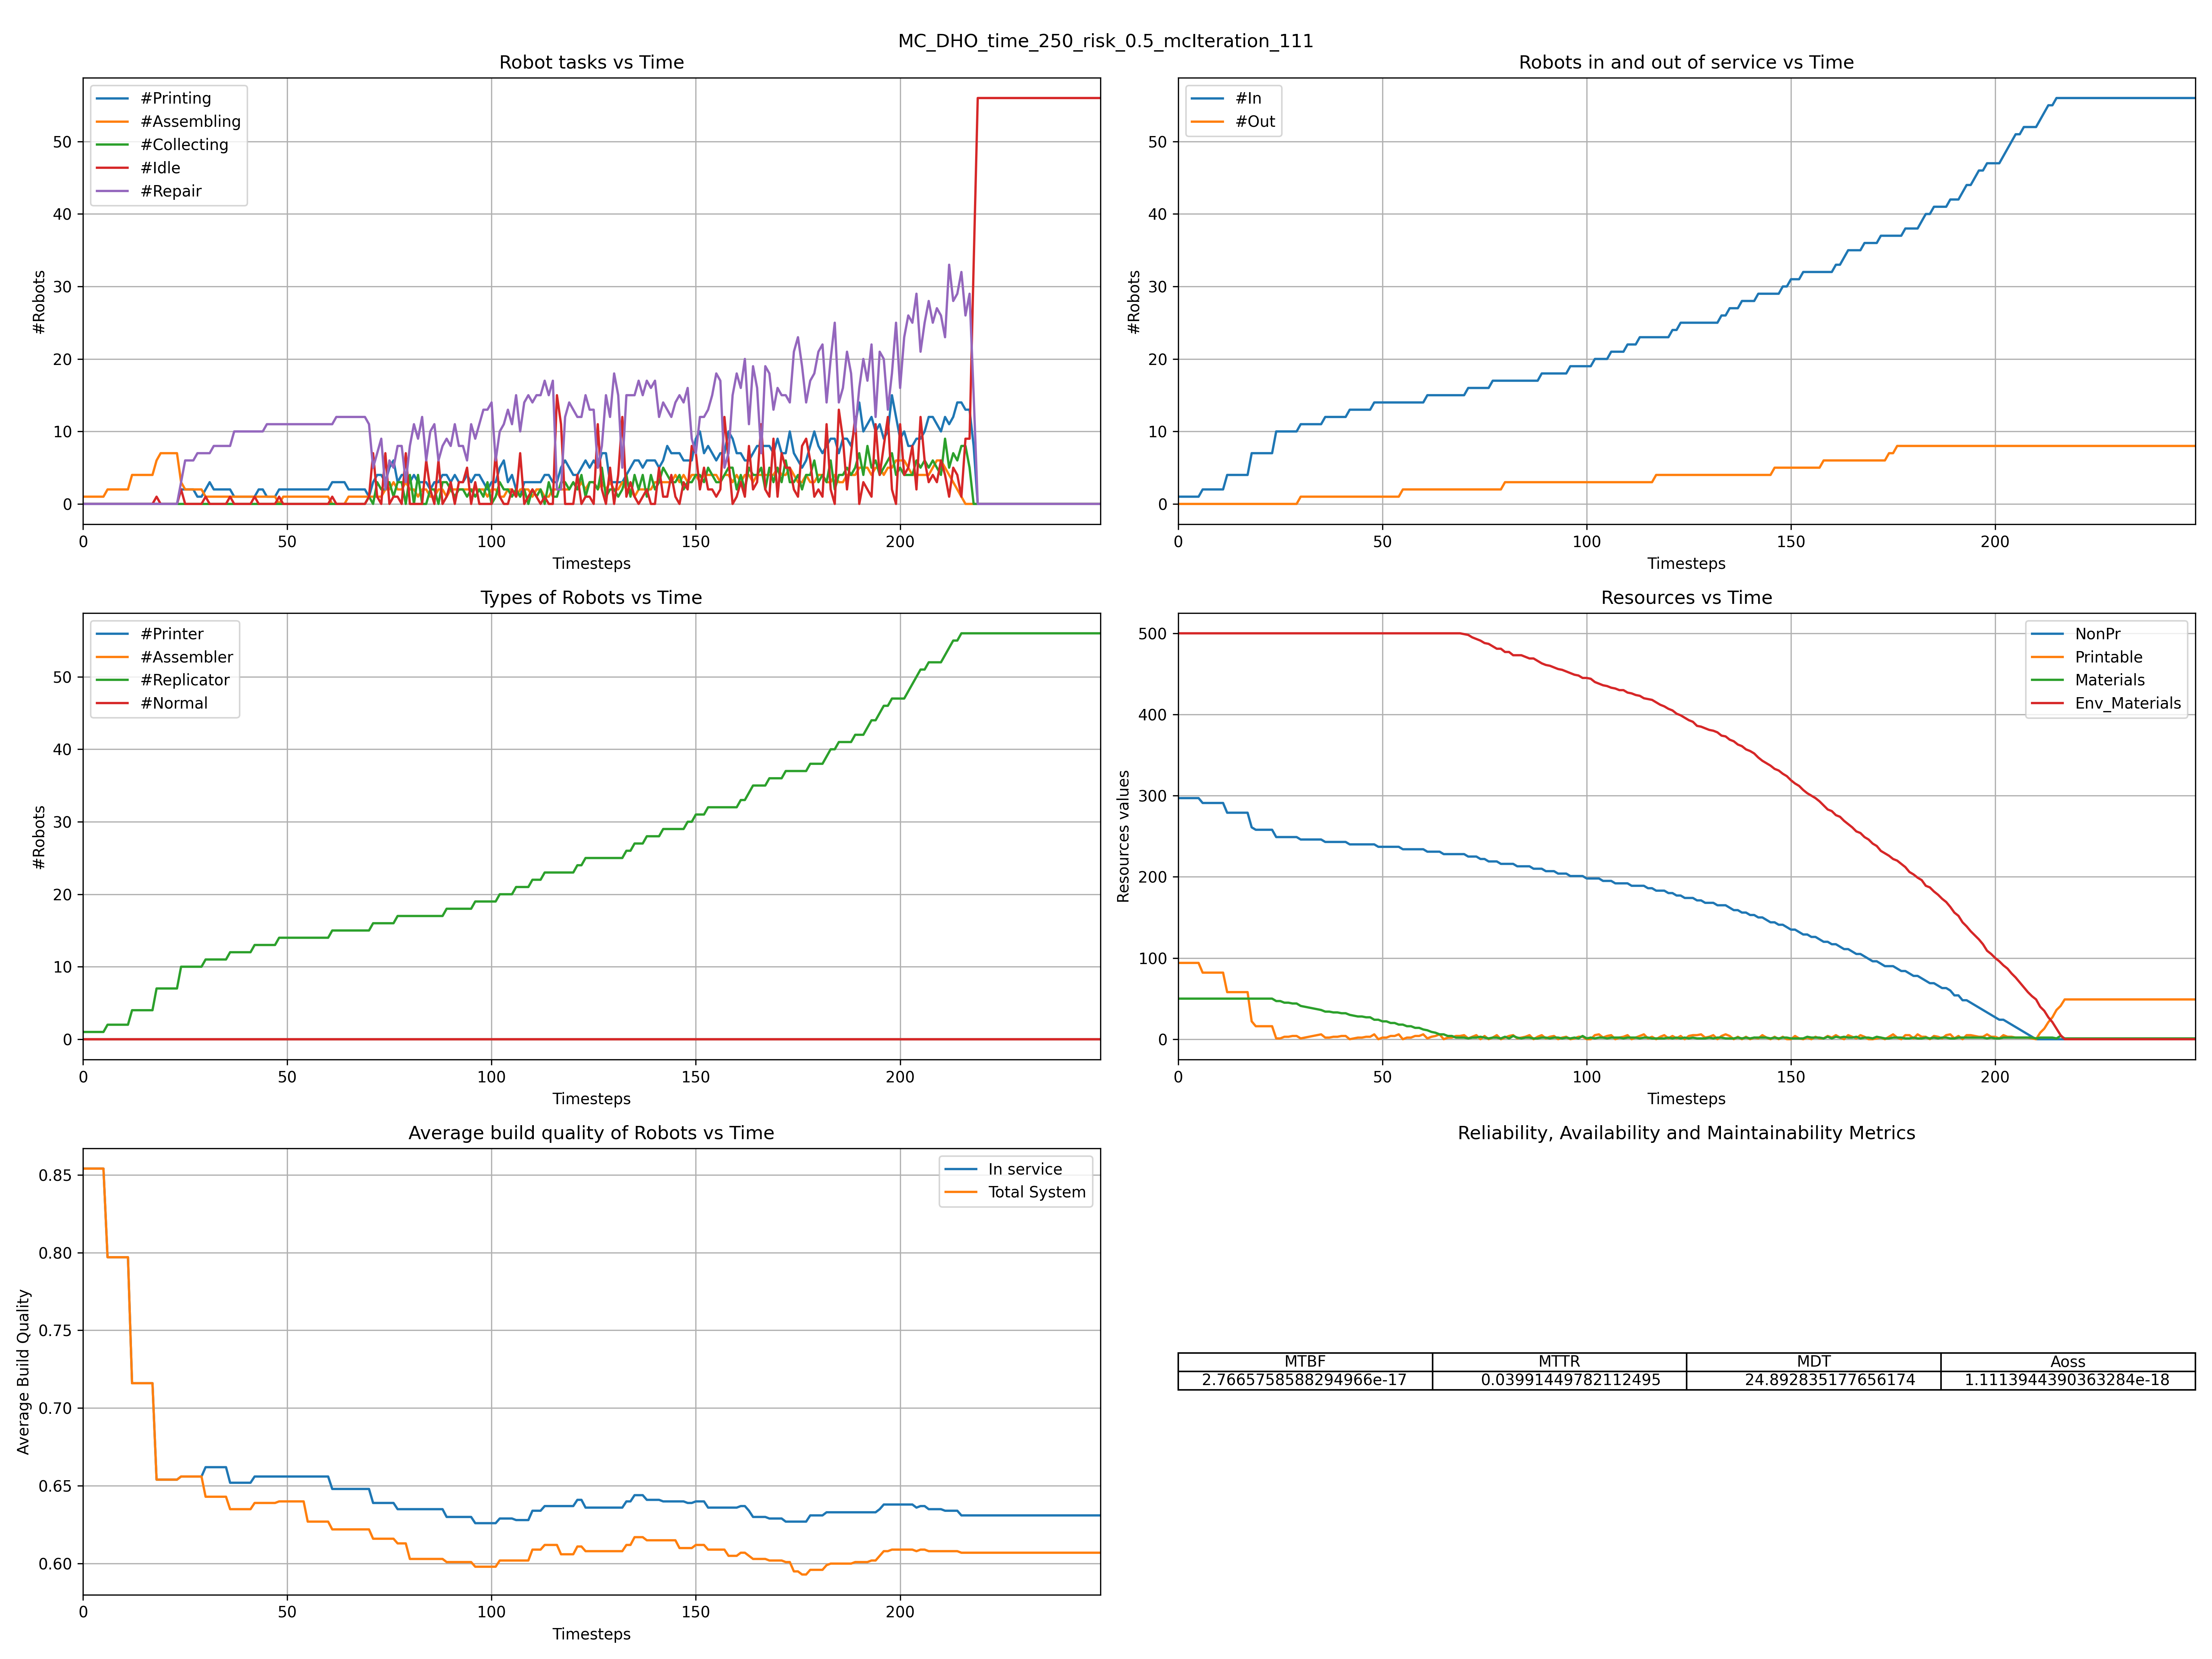 MC_DHO_time_250_risk_0.5_mcIteration_111
Robot tasks vs Time
#Printing
#Assembling
#Collecting
#Idle
#Repair
50
40
30
20
10
0
#Robots
0 50 100 150 200
Timesteps
Robots in and out of service vs Time
#In
#Out
50
40
30
20
10
0
#Robots
0 50 100 150 200
Timesteps
Types of Robots vs Time
#Printer
#Assembler
#Replicator
#Normal
50
40
30
20
10
0
#Robots
0 50 100 150 200
Timesteps
Resources vs Time
NonPr
Printable
Materials
Env_Materials
500
400
300
200
100
0
Resources values
0 50 100 150 200
Timesteps
Average build quality of Robots vs Time
In service
Total System
0.85
0.80
0.75
0.70
0.65
0.60
Average Build Quality
0 50 100 150 200
Timesteps
Reliability, Availability and Maintainability Metrics
MTBF MTTR MDT Aoss
2.7665758588294966e-17 0.03991449782112495 24.892835177656174 1.1113944390363284e-18